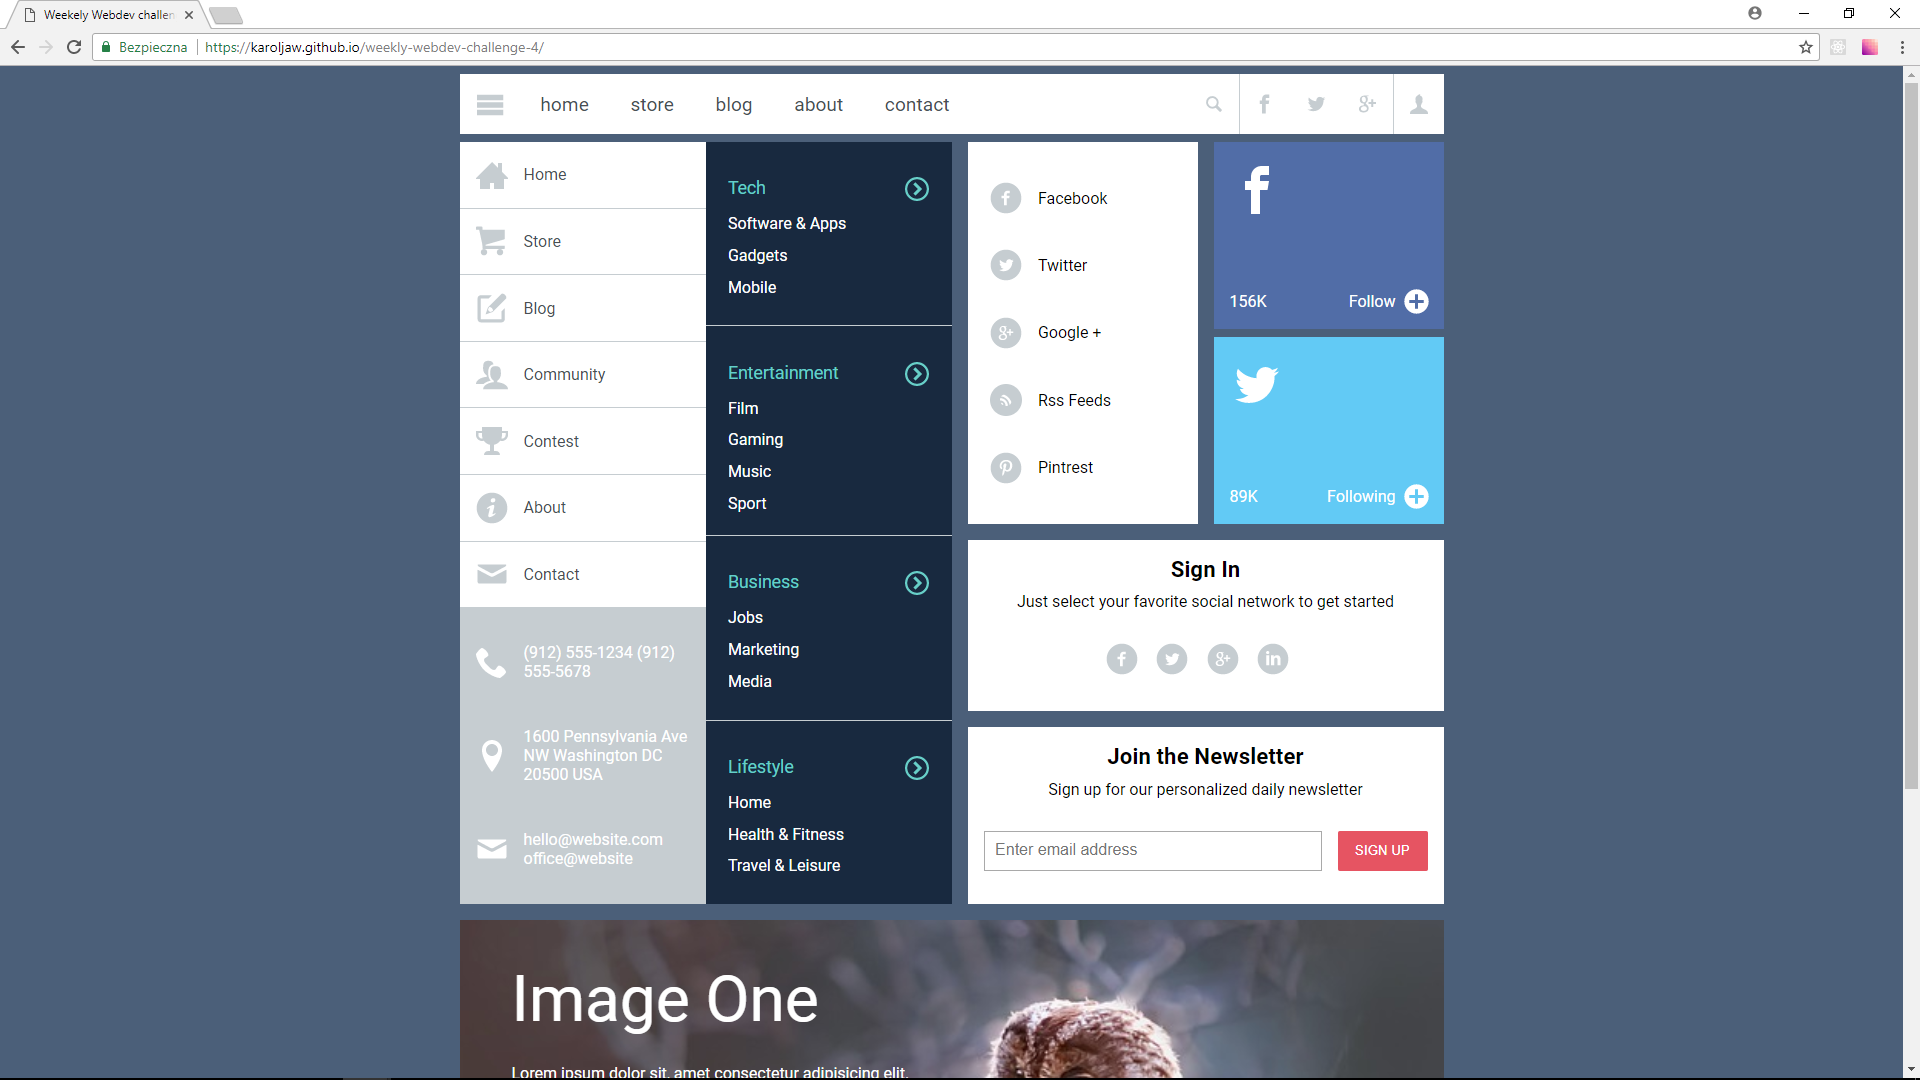 Weekely Webdev challen
Bezpieczna
https://karoljaw.github.io/weekly-webdev-challenge-4/
home
store
blog
about
contact
Home
Store
Blog
Community
Contest
About
Contact
(912) 555-1234 (912)
555-5678
1600 Pennsylvania Ave
NW Washington DC
20500 USA
hello@website.com
office@website
Tech
Software & Apps
Gadgets
Mobile
Entertainment
Film
Gaming
Music
Sport
Business
Jobs
Marketing
Media
Lifestyle
Home
Health & Fitness
Travel & Leisure
Facebook
Twitter
Google +
Rss Feeds
Pintrest
156K
Follow
89K
Following
Sign In
Just select your favorite social network to get started
Join the Newsletter
Sign up for our personalized daily newsletter
Enter email address
SIGN UP
Image One
Lorem ipsum dolor sit, amet consectetur adipisicing elit.